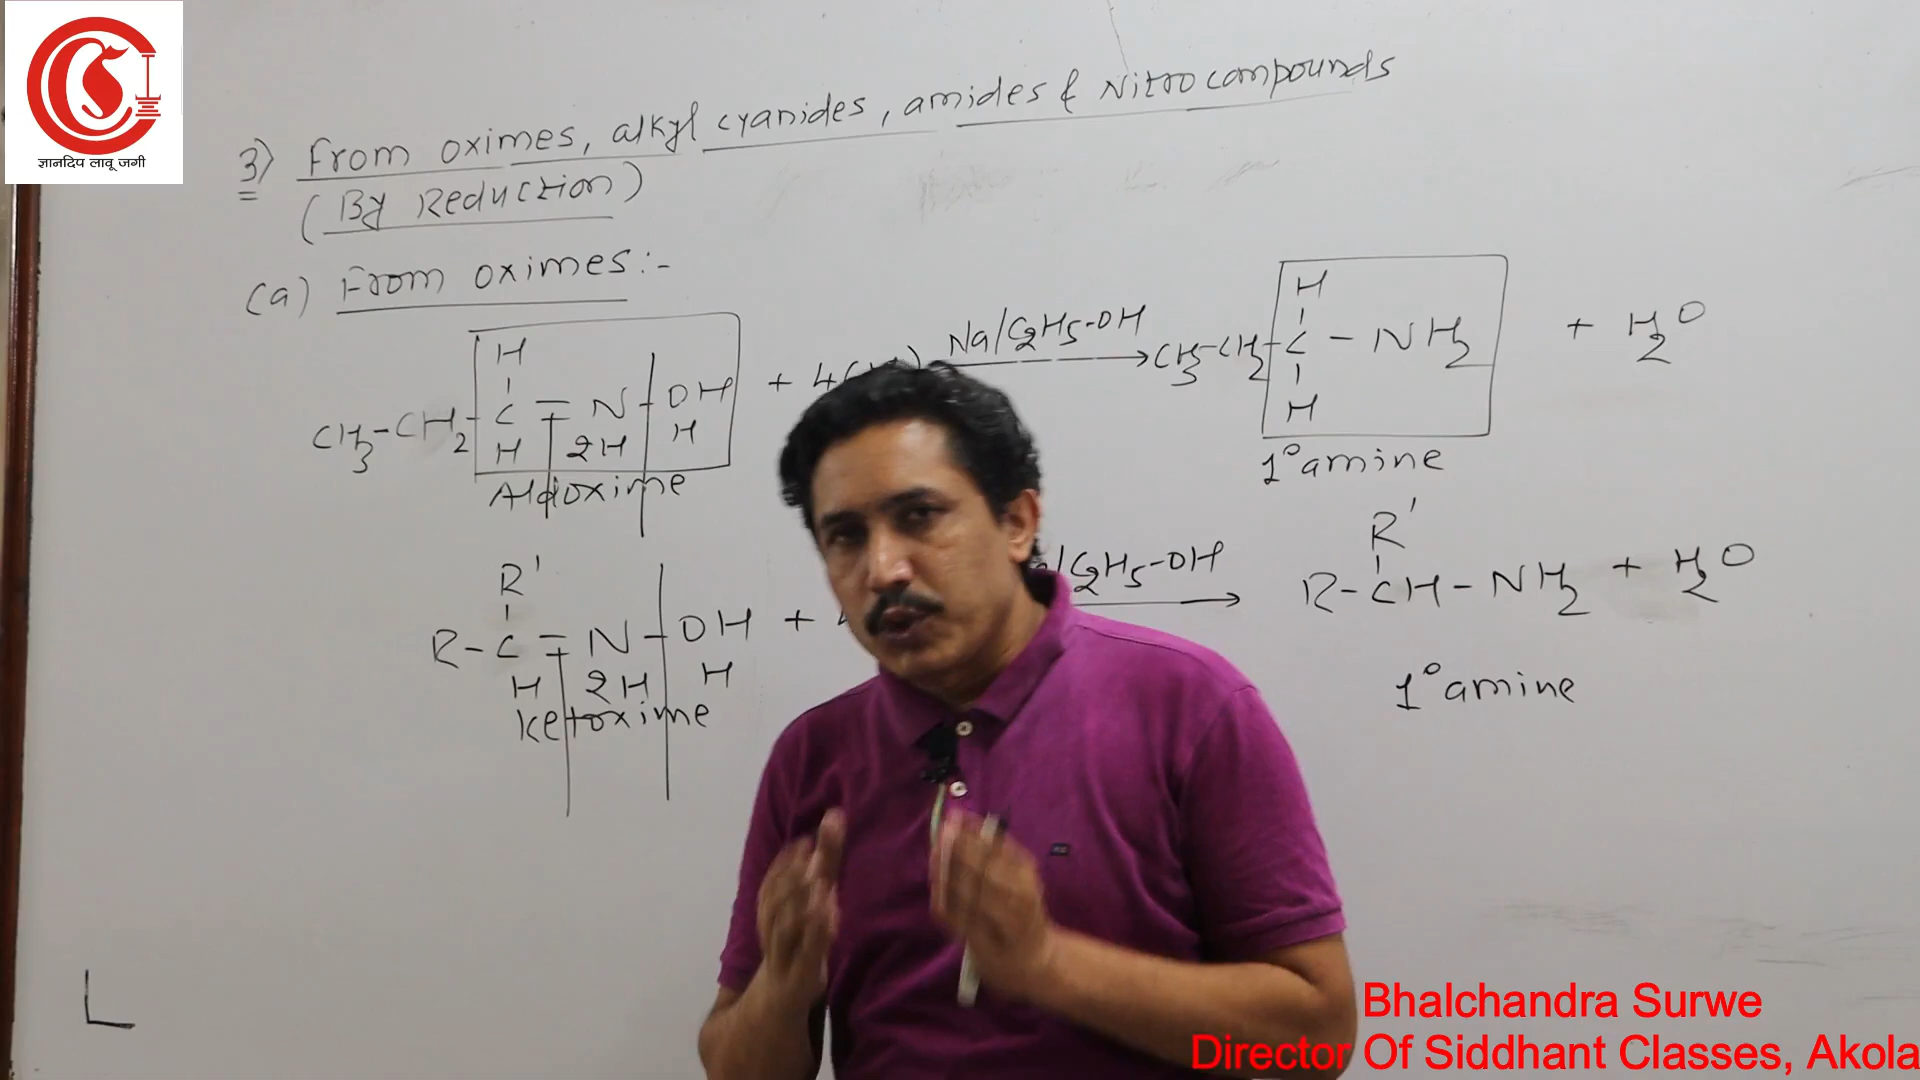 ज्ञानदिप लावू जगी
3) From oximes, alkyl cyanides, amides & Nitrocompounds
(By Reduction)
(a) From oximes:-
H
CH3-CH2-C=N-OH + 4(H) Na/C2H5-OH → CH3-CH2-C-NH2 + H2O
H 2H H
Aldoxime
H
H
1° amine
R'
R-C=N-OH + /C2H5-OH → R-CH-NH2 + H2O
H 2H H
Ketoxime
R'
1° amine
Bhalchandra Surwe
Director Of Siddhant Classes, Akola